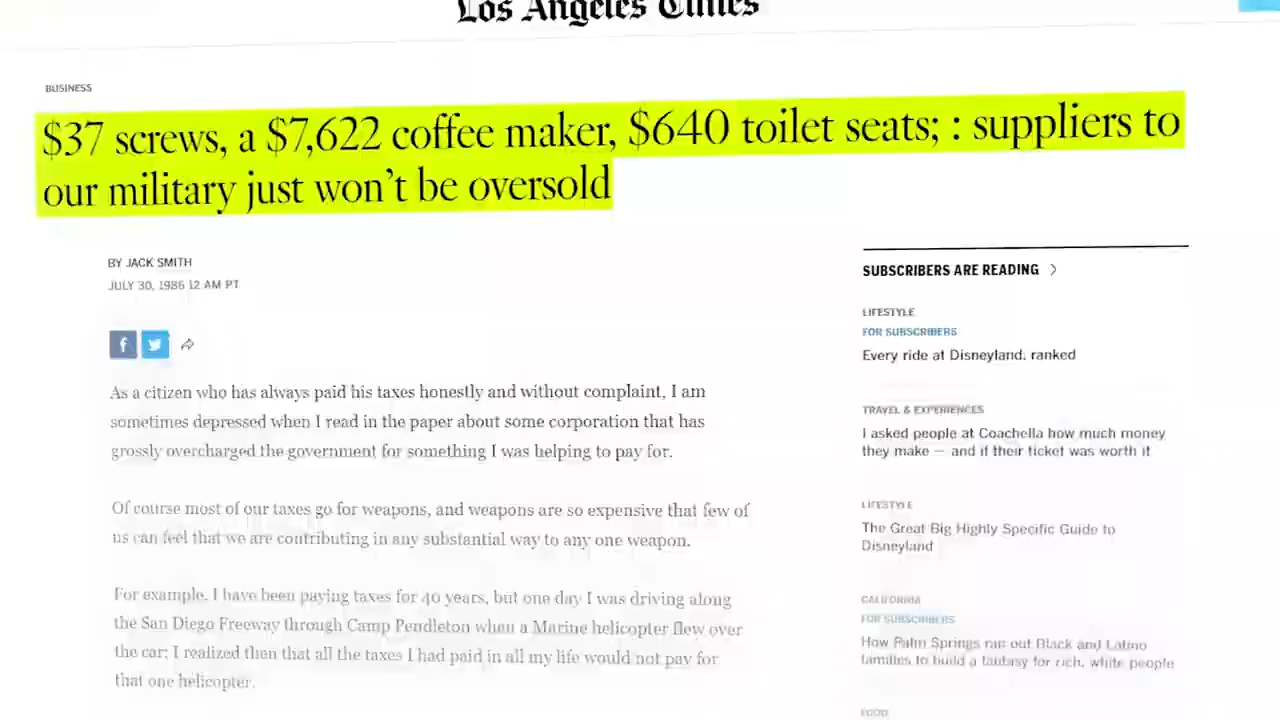 Los Angeles Times
BUSINESS
$37 screws, a $7,622 coffee maker, $640 toilet seats; : suppliers to
our military just won't be oversold
BY JACK SMITH
JULY 30, 1986 12 AM PT
As a citizen who has always paid his taxes honestly and without complaint, I am
sometimes depressed when I read in the paper about some corporation that has
grossly overcharged the government for something I was helping to pay for.
Of course most of our taxes go for weapons, and weapons are so expensive that few of
us can feel that we are contributing in any substantial way to any one weapon.
For example, I have been paying taxes for 40 years, but one day I was driving along
the San Diego Freeway through Camp Pendleton when a Marine helicopter flew over
the car; I realized then that all the taxes I had paid in all my life would not pay for
that one helicopter.
SUBSCRIBERS ARE READING
LIFESTYLE
FOR SUBSCRIBERS
Every ride at Disneyland, ranked
TRAVEL & EXPERIENCES
I asked people at Coachella how much money
they make — and if their ticket was worth it
LIFESTYLE
The Great Big Highly Specific Guide to
Disneyland
CALIFORNIA
FOR SUBSCRIBERS
How Palm Springs ran out Black and Latino
families to build a fantasy for rich, white people
FOOD